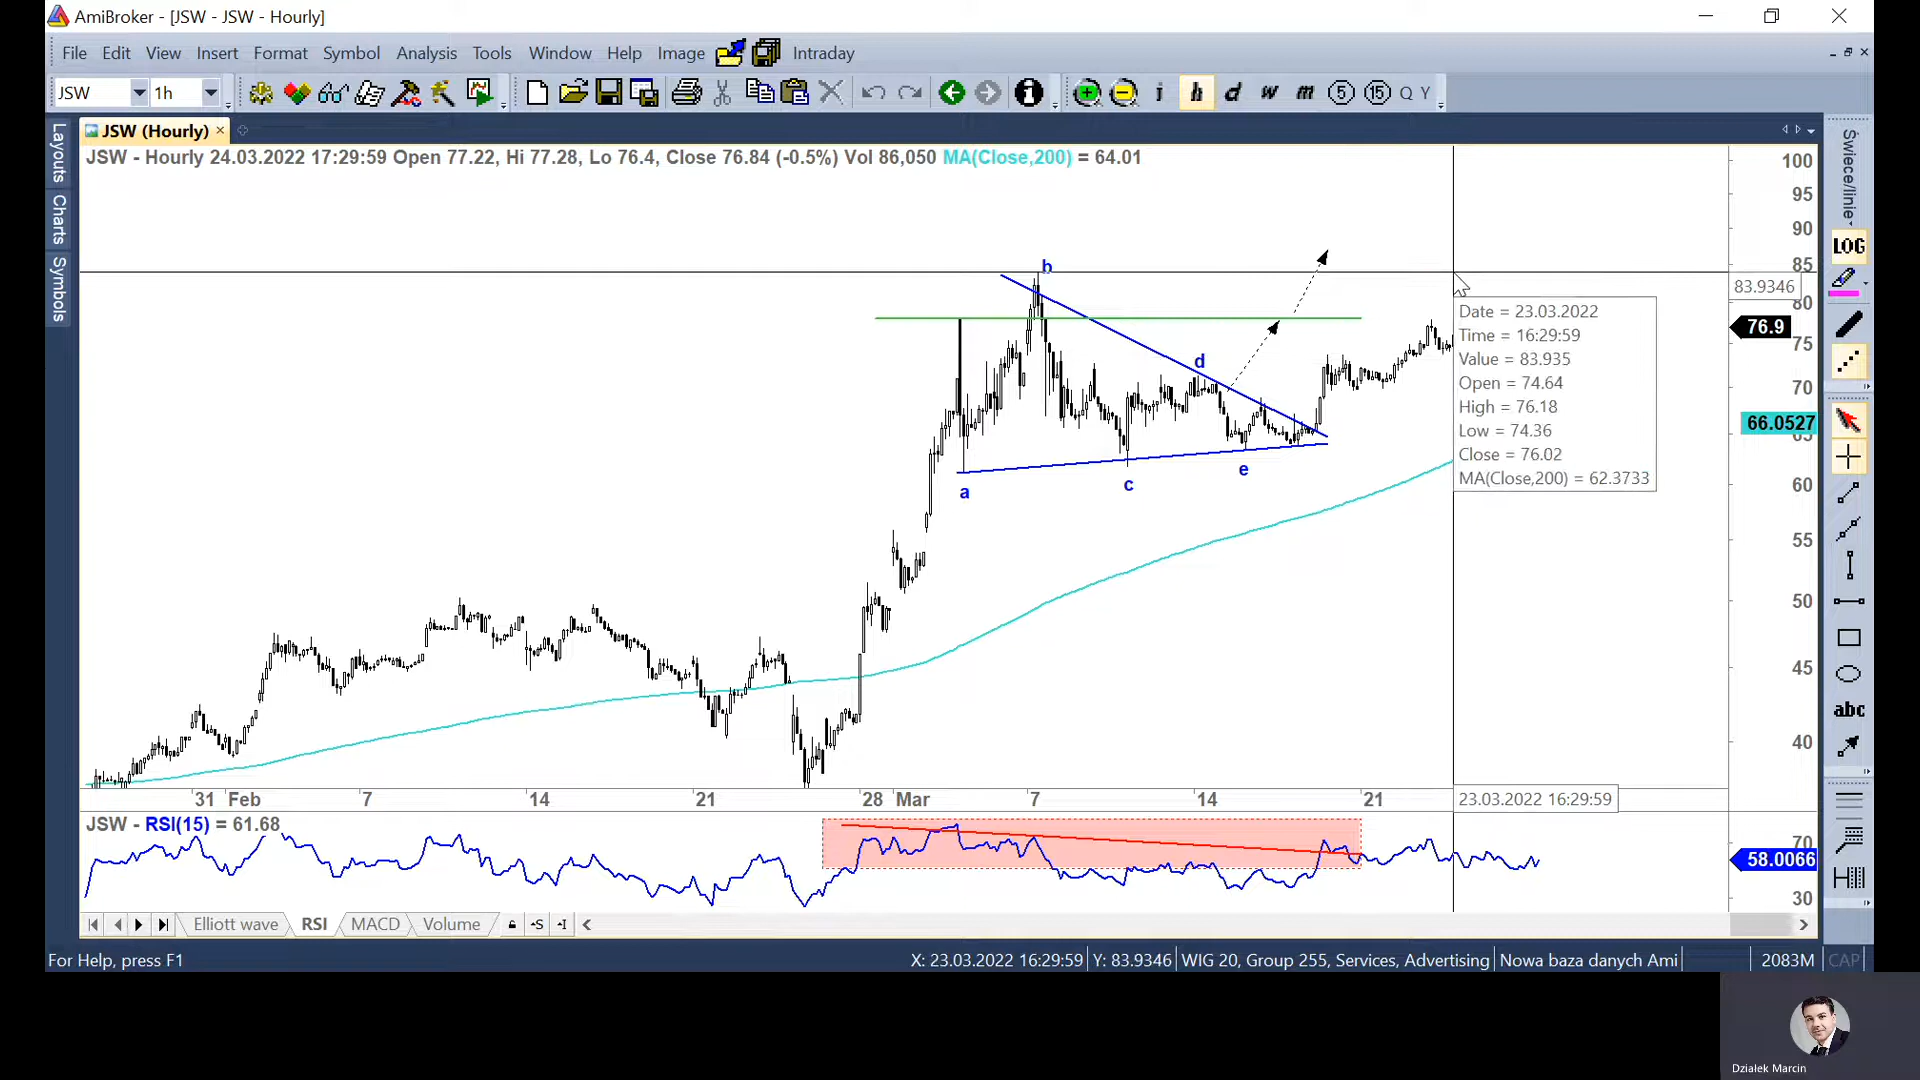 AmiBroker - [JSW - JSW - Hourly]
File Edit View Insert Format Symbol Analysis Tools Window Help Image Intraday
JSW 1h i h d w m 5 15 Q Y
JSW (Hourly)
JSW - Hourly 24.03.2022 17:29:59 Open 77.22, Hi 77.28, Lo 76.4, Close 76.84 (-0.5%) Vol 86,050 MA(Close,200) = 64.01
Layouts
Charts
Symbols
Świece/linie
LOG
abc
100
95
90
85
83.9346
80
76.9
75
70
66.0527
65
60
55
50
45
40
b
d
a
c
e
Date = 23.03.2022
Time = 16:29:59
Value = 83.935
Open = 74.64
High = 76.18
Low = 74.36
Close = 76.02
MA(Close,200) = 62.3733
31 Feb 7 14 21 28 Mar 7 14 21 23.03.2022 16:29:59
JSW - RSI(15) = 61.68
70
58.0066
30
Elliott wave RSI MACD Volume S I
For Help, press F1
X: 23.03.2022 16:29:59 Y: 83.9346 WIG 20, Group 255, Services, Advertising Nowa baza danych Ami 2083M CAP
Działek Marcin